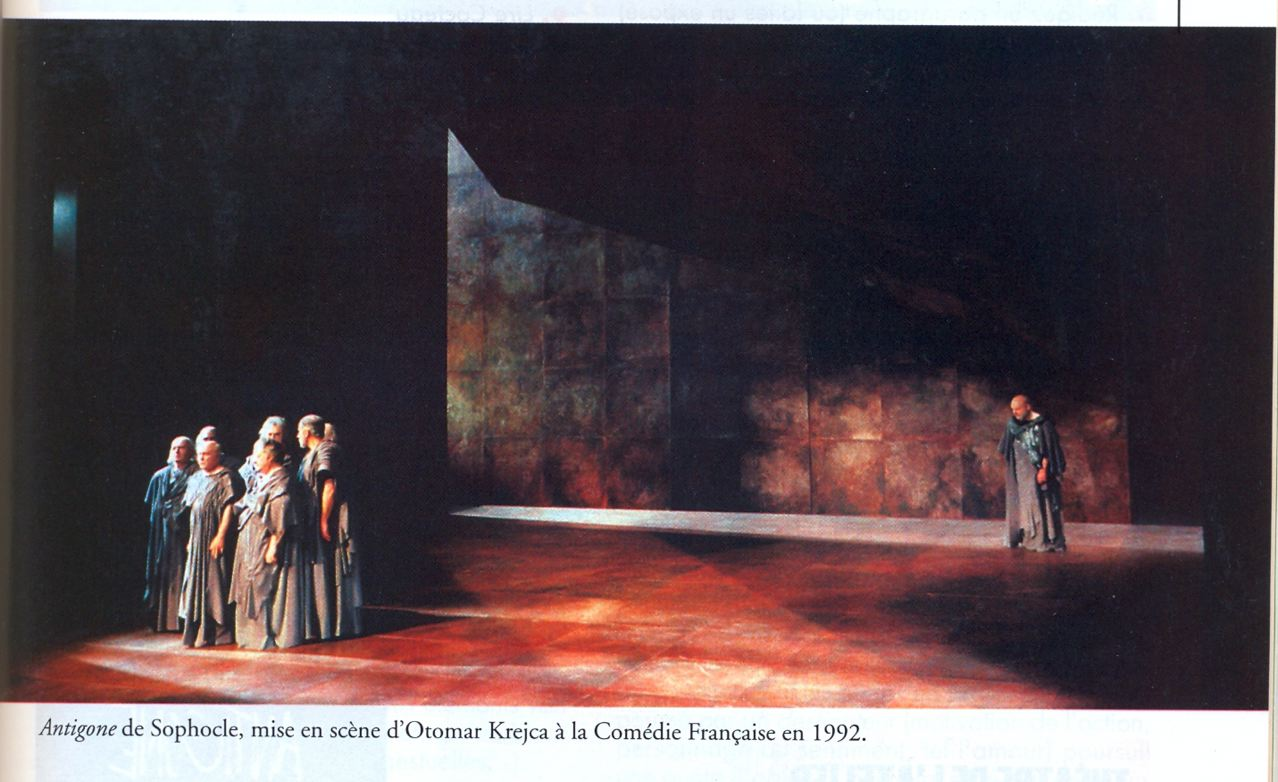 Antigone de Sophocle, mise en scène d'Otomar Krejca à la Comédie Française en 1992.